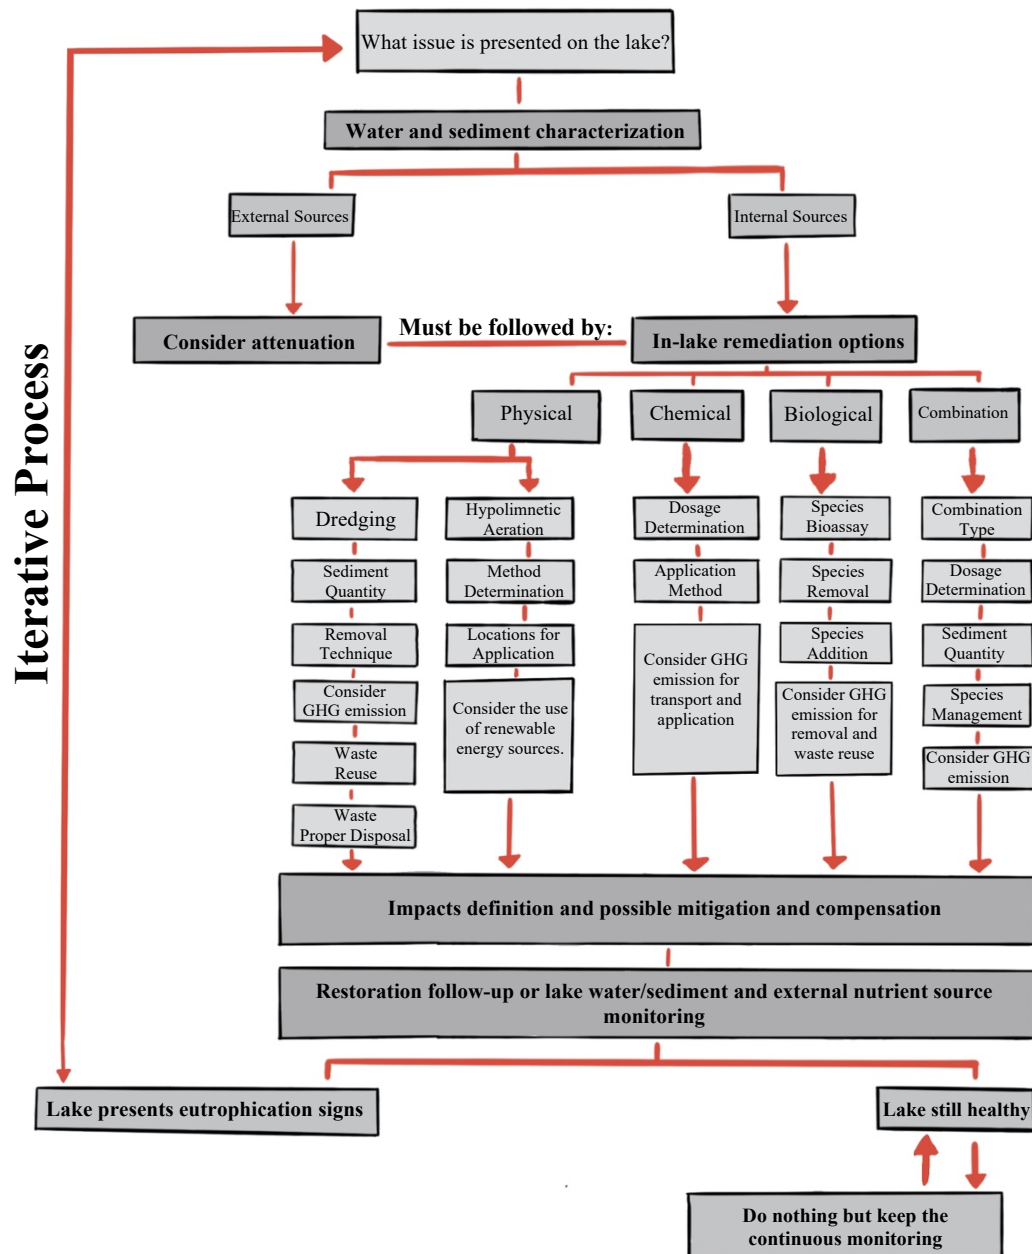 What issue is presented on the lake?
Water and sediment characterization
External Sources
Internal Sources
Consider attenuation
Must be followed by:
In-lake remediation options
Iterative Process
Physical
Chemical
Biological
Combination
Dredging
Sediment
Quantity
Removal
Technique
Consider
GHG emission
Waste
Reuse
Waste
Proper Disposal
Hypolimnetic
Aeration
Method
Determination
Locations for
Application
Consider the use
of renewable
energy sources.
Dosage
Determination
Application
Method
Consider GHG
emission for
transport and
application
Species
Bioassay
Species
Removal
Species
Addition
Consider GHG
emission for
removal and
waste reuse
Combination
Type
Dosage
Determination
Sediment
Quantity
Species
Management
Consider GHG
emission
Impacts definition and possible mitigation and compensation
Restoration follow-up or lake water/sediment and external nutrient source
monitoring
Lake presents eutrophication signs
Lake still healthy
Do nothing but keep the
continuous monitoring